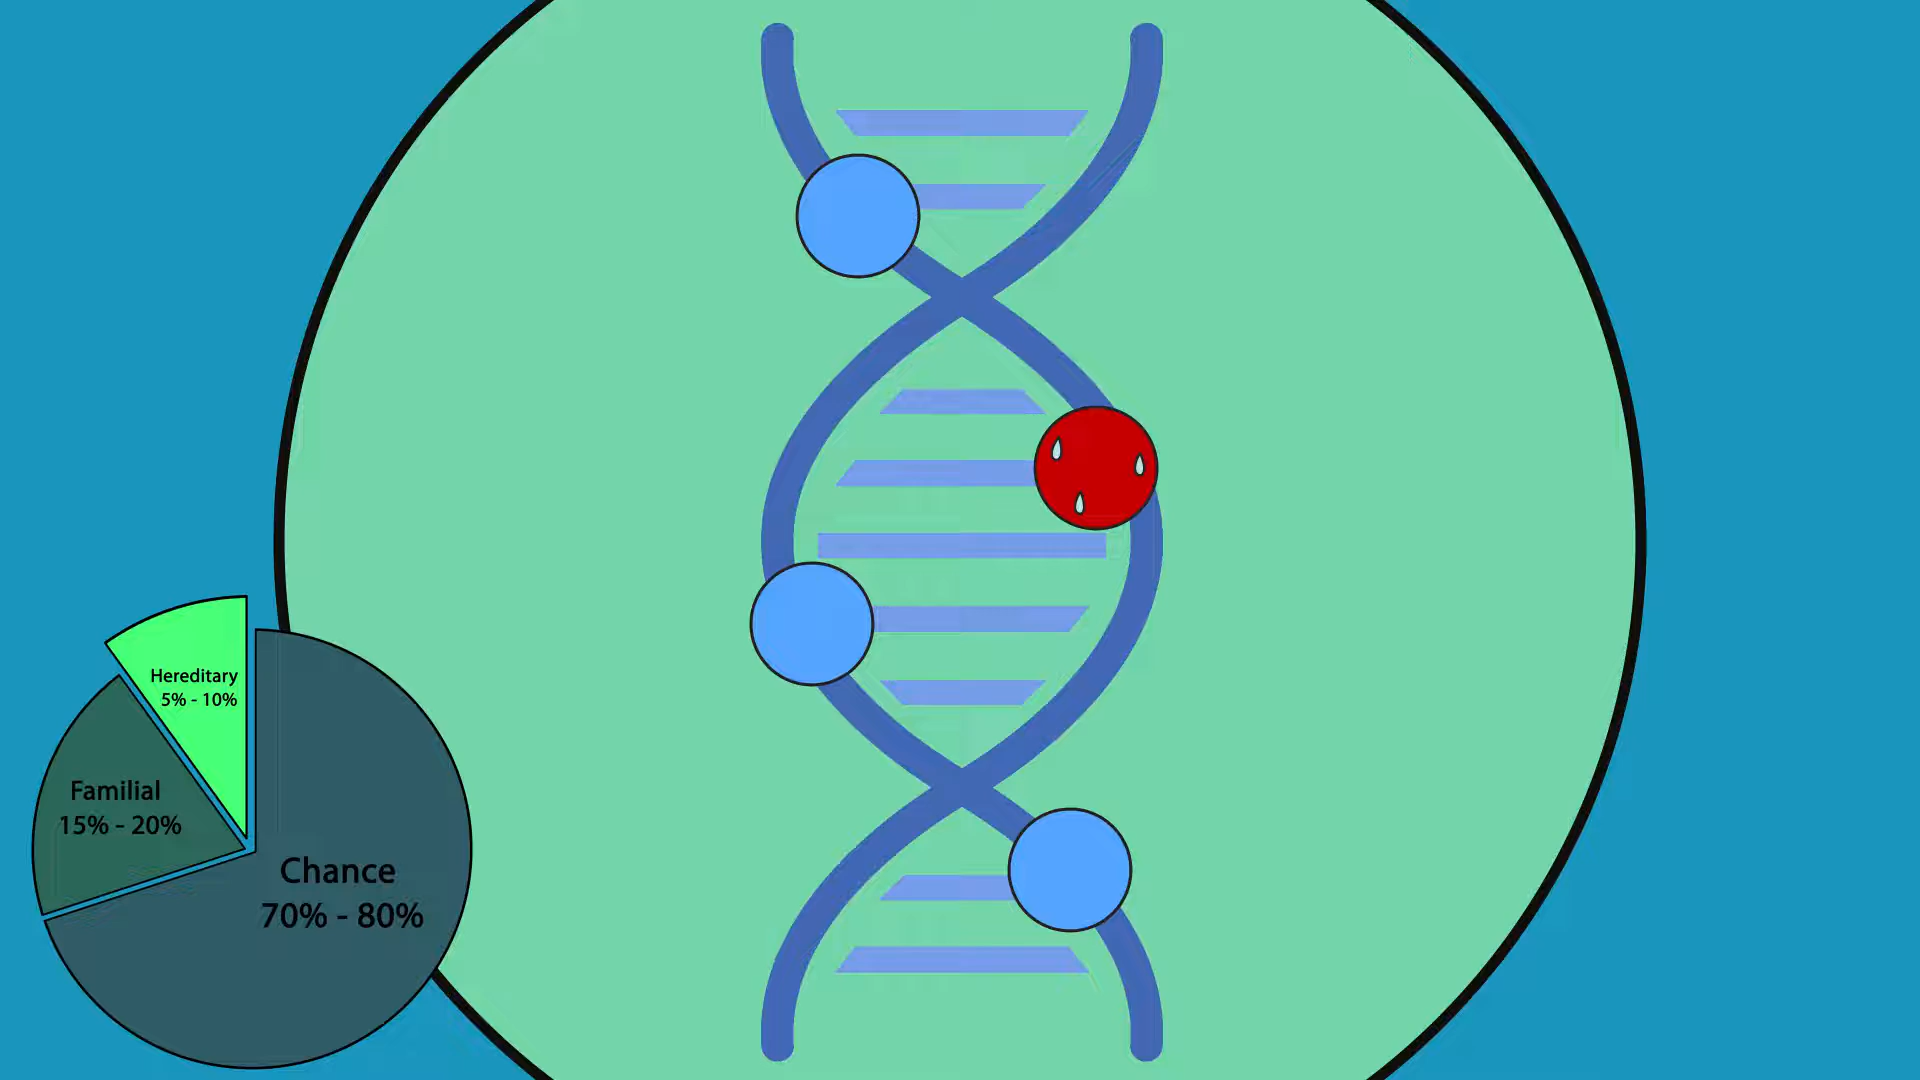 Hereditary
5% - 10%
Familial
15% - 20%
Chance
70% - 80%